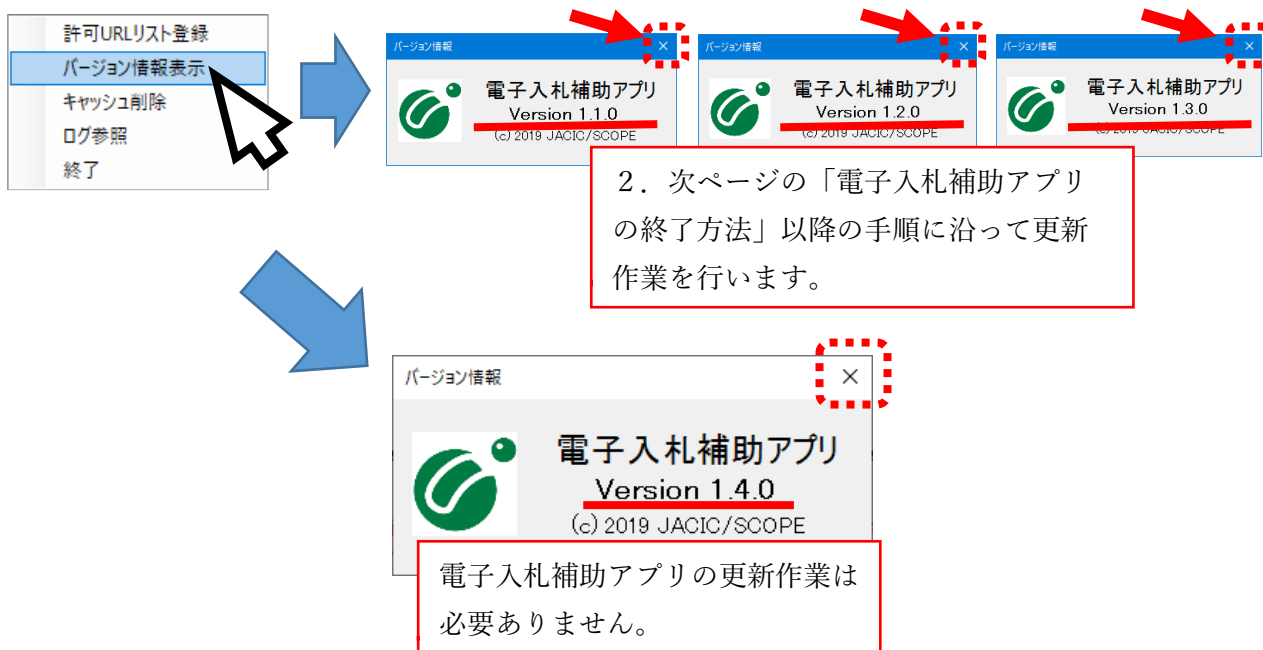 許可URLリスト登録
バージョン情報表示
キャッシュ削除
ログ参照
終了
バージョン情報
電子入札補助アプリ
Version 1.1.0
(c) 2019 JACIC/SCOPE
バージョン情報
電子入札補助アプリ
Version 1.2.0
(c) 2019 JACIC/SCOPE
バージョン情報
電子入札補助アプリ
Version 1.3.0
(c) 2019 JACIC/SCOPE
２．次ページの「電子入札補助アプリ
の終了方法」以降の手順に沿って更新
作業を行います。
バージョン情報
電子入札補助アプリ
Version 1.4.0
(c) 2019 JACIC/SCOPE
電子入札補助アプリの更新作業は
必要ありません。